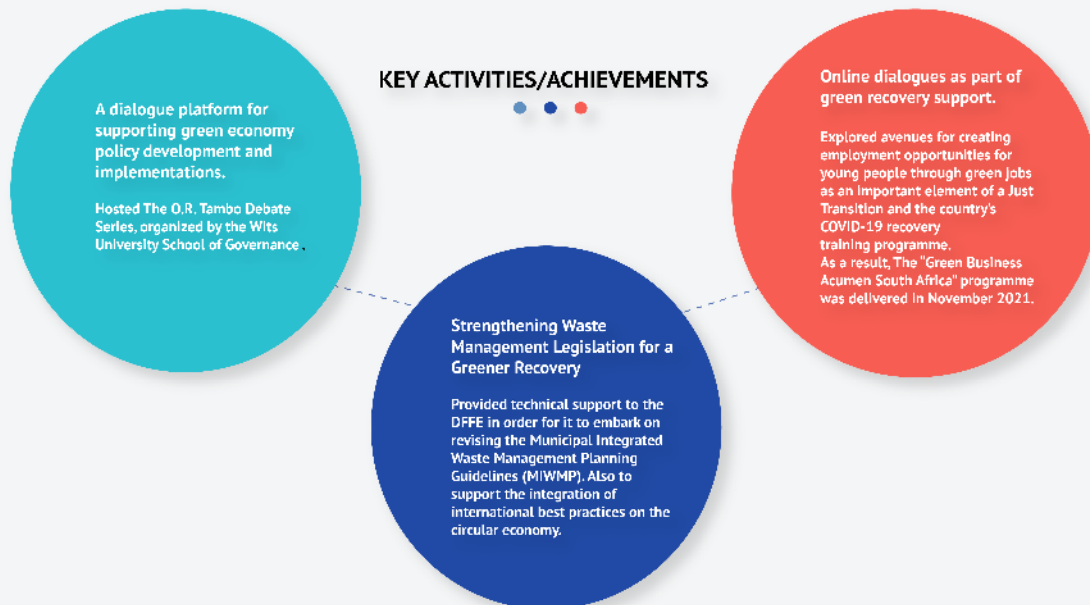 KEY ACTIVITIES/ACHIEVEMENTS
A dialogue platform for
supporting green economy
policy development and
implementations.
Hosted The O.R. Tambo Debate
Series, organized by the Wits
University School of Governance.
Strengthening Waste
Management Legislation for a
Greener Recovery
Provided technical support to the
DFFE in order for it to embark on
revising the Municipal Integrated
Waste Management Planning
Guidelines (MIWMP). Also to
support the integration of
international best practices on the
circular economy.
Online dialogues as part of
green recovery support.
Explored avenues for creating
employment opportunities for
young people through green jobs
as an important element of a Just
Transition and the country's
COVID-19 recovery
training programme.
As a result, The "Green Business
Acumen South Africa" programme
was delivered in November 2021.